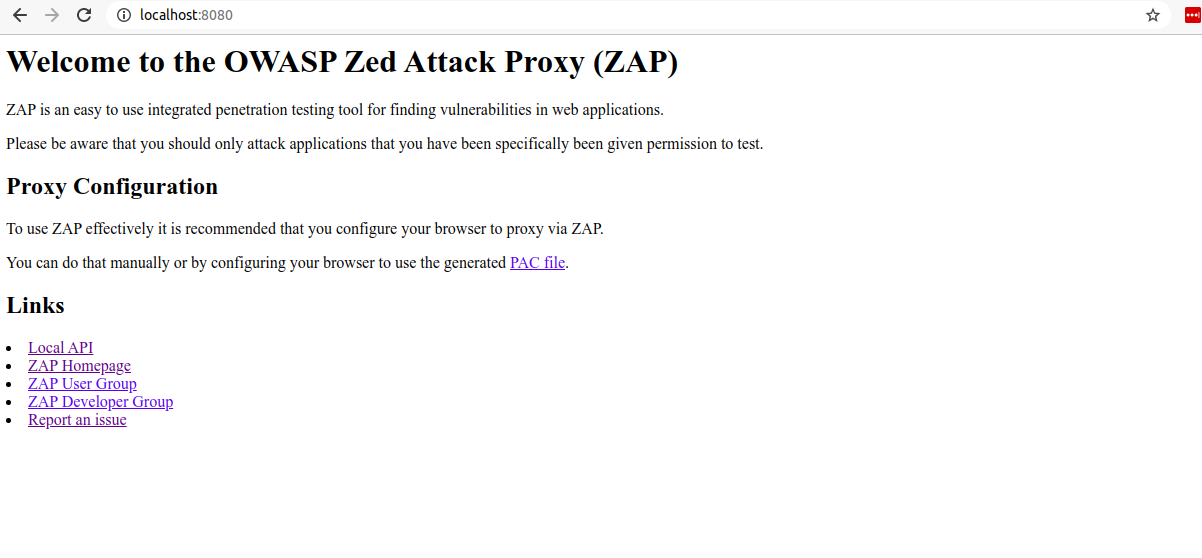 localhost:8080
Welcome to the OWASP Zed Attack Proxy (ZAP)
ZAP is an easy to use integrated penetration testing tool for finding vulnerabilities in web applications.
Please be aware that you should only attack applications that you have been specifically been given permission to test.
Proxy Configuration
To use ZAP effectively it is recommended that you configure your browser to proxy via ZAP.
You can do that manually or by configuring your browser to use the generated PAC file.
Links
Local API
ZAP Homepage
ZAP User Group
ZAP Developer Group
Report an issue